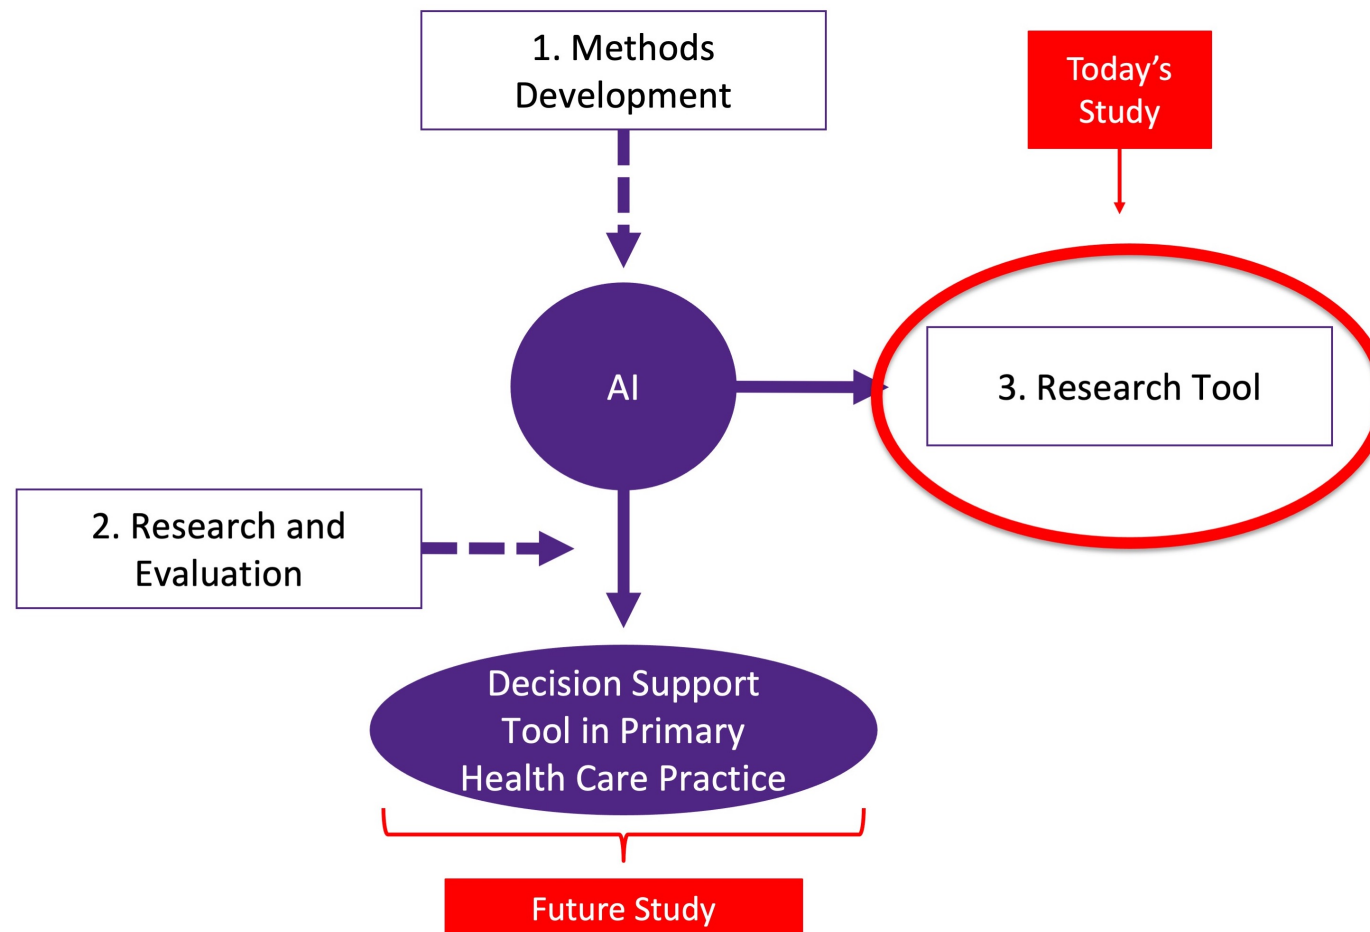 1. Methods
Development
Today’s
Study
AI
3. Research Tool
2. Research and
Evaluation
Decision Support
Tool in Primary
Health Care Practice
Future Study